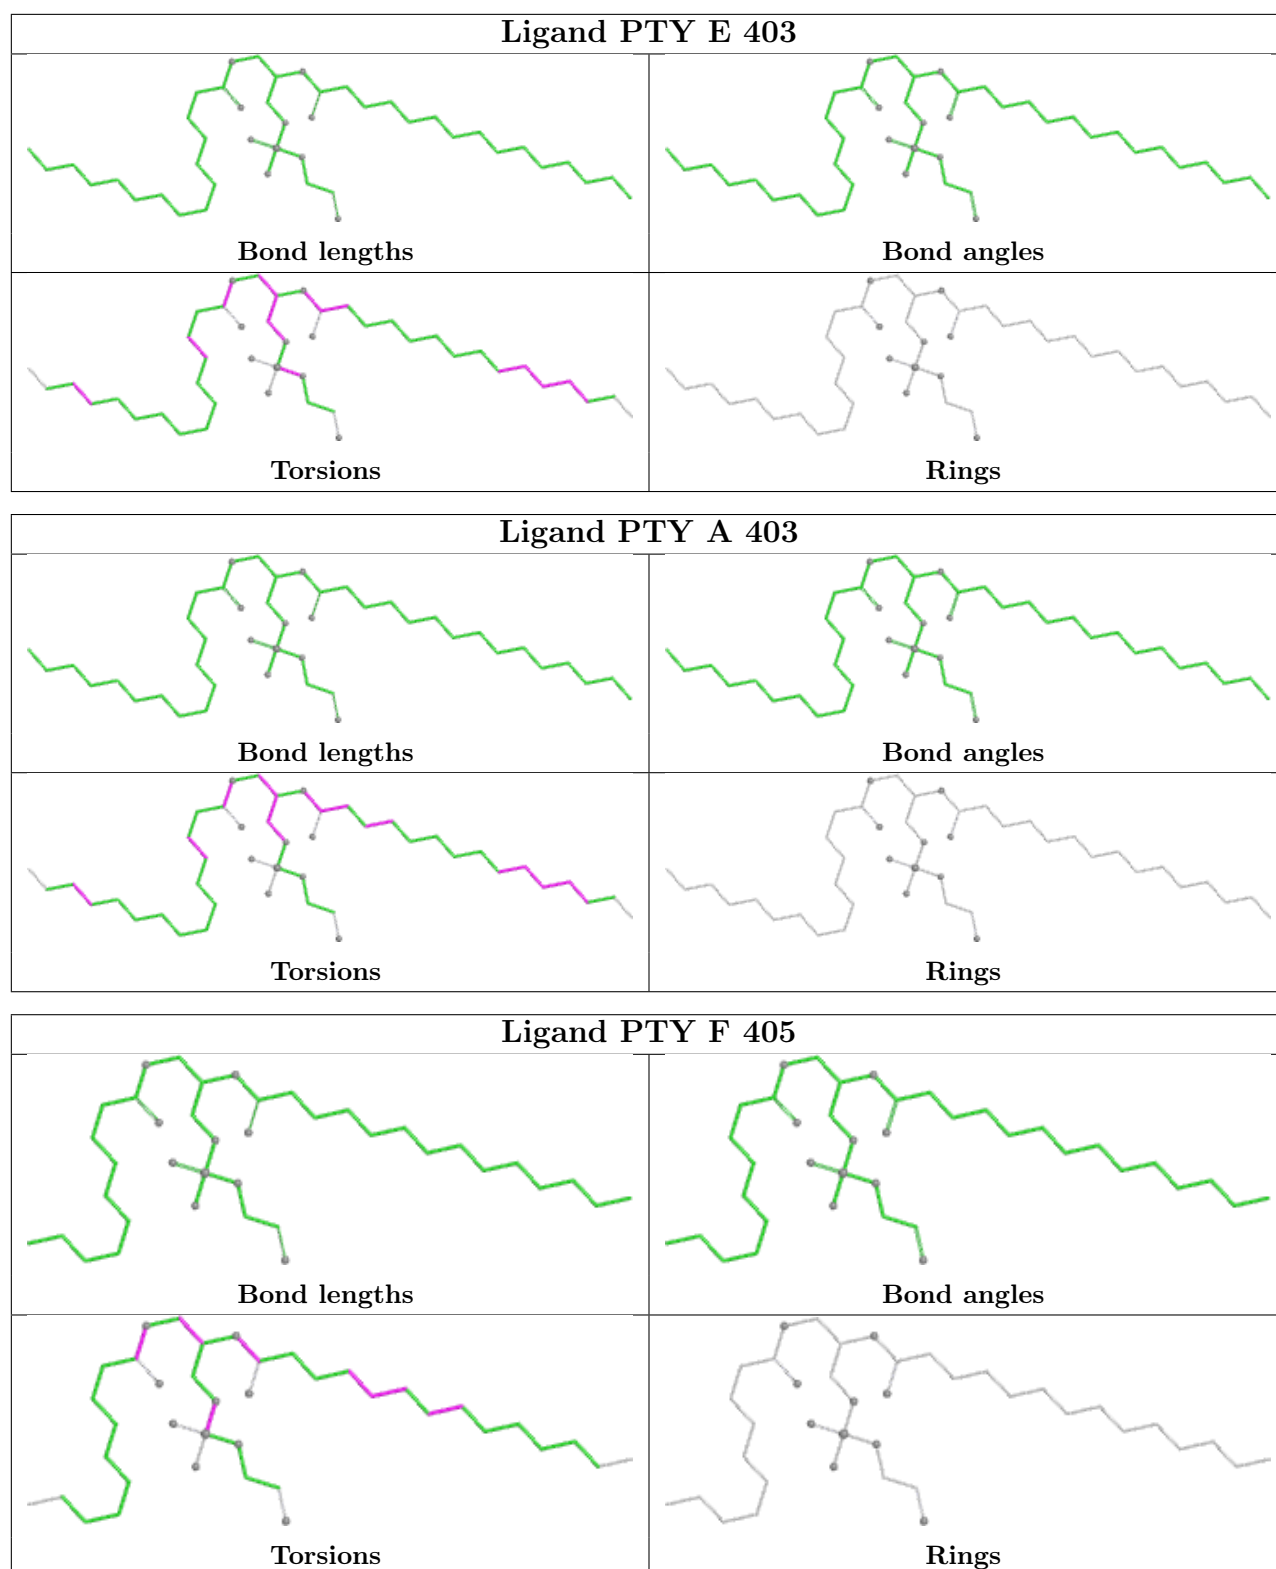 Ligand PTY E 403
Bond lengths
Bond angles
Torsions
Rings
Ligand PTY A 403
Bond lengths
Bond angles
Torsions
Rings
Ligand PTY F 405
Bond lengths
Bond angles
Torsions
Rings